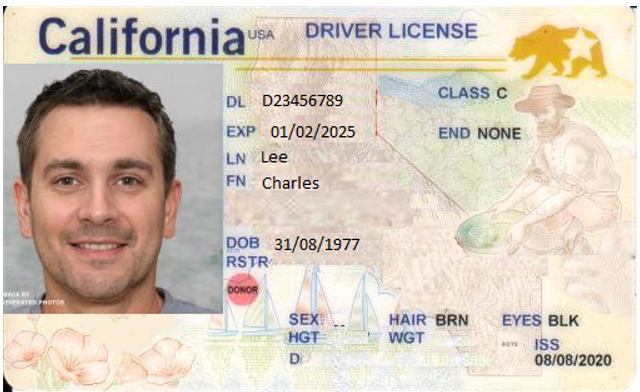 California USA DRIVER LICENSE
DL D23456789 CLASS C
EXP 01/02/2025 END NONE
LN Lee
FN Charles
DOB 31/08/1977
RSTR
DONOR
MADE BY
GENERATED PHOTOS
SEX: -- HAIR BRN EYES BLK
HGT WGT ISS
D 08/08/2020